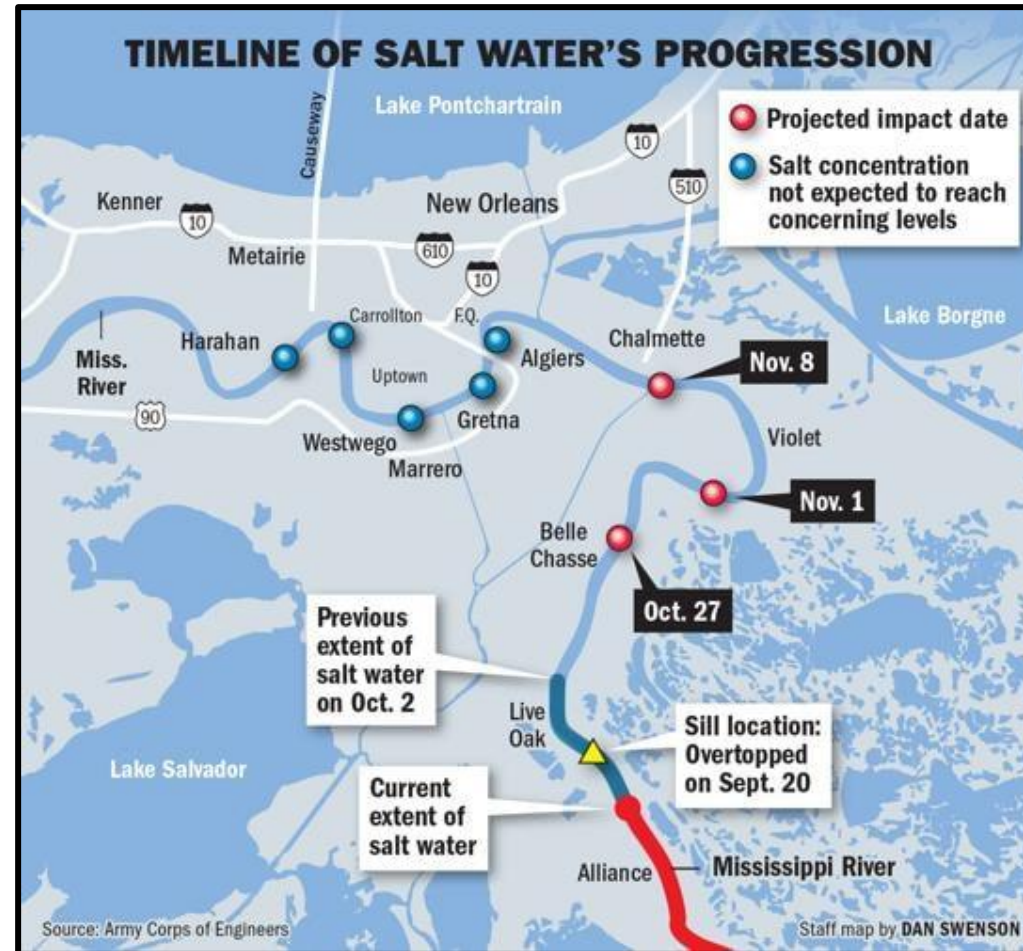 TIMELINE OF SALT WATER'S PROGRESSION
Lake Pontchartrain
Causeway
Projected impact date
Salt concentration
not expected to reach
concerning levels
10
510
Kenner
10
New Orleans
Metairie
610
10
Lake Borgne
Carrollton
F.Q.
Harahan
Chalmette
Algiers
Miss.
River
Nov. 8
Uptown
90
Gretna
Westwego
Violet
Marrero
Nov. 1
Belle
Chasse
Oct. 27
Previous
extent of
salt water
on Oct. 2
Live
Oak
Sill location:
Overtopped
on Sept. 20
Lake Salvador
Current
extent of
salt water
Alliance
Mississippi River
Source: Army Corps of Engineers
Staff map by DAN SWENSON